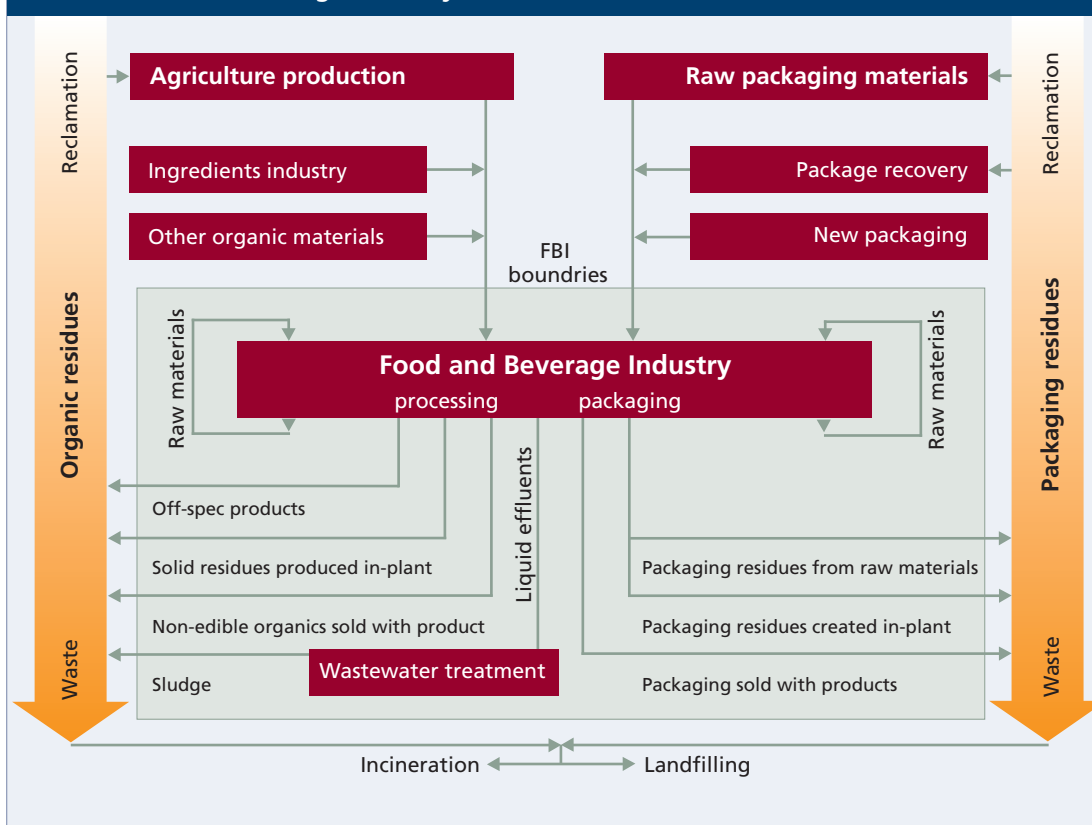 Reclamation
Agriculture production
Raw packaging materials
Reclamation
Ingredients industry
Package recovery
Other organic materials
New packaging
FBI
boundries
Organic residues
Packaging residues
Raw materials
Raw materials
Food and Beverage Industry
processing
packaging
Off-spec products
Liquid effluents
Solid residues produced in-plant
Packaging residues from raw materials
Non-edible organics sold with product
Packaging residues created in-plant
Waste
Wastewater treatment
Waste
Sludge
Packaging sold with products
Incineration
Landfilling